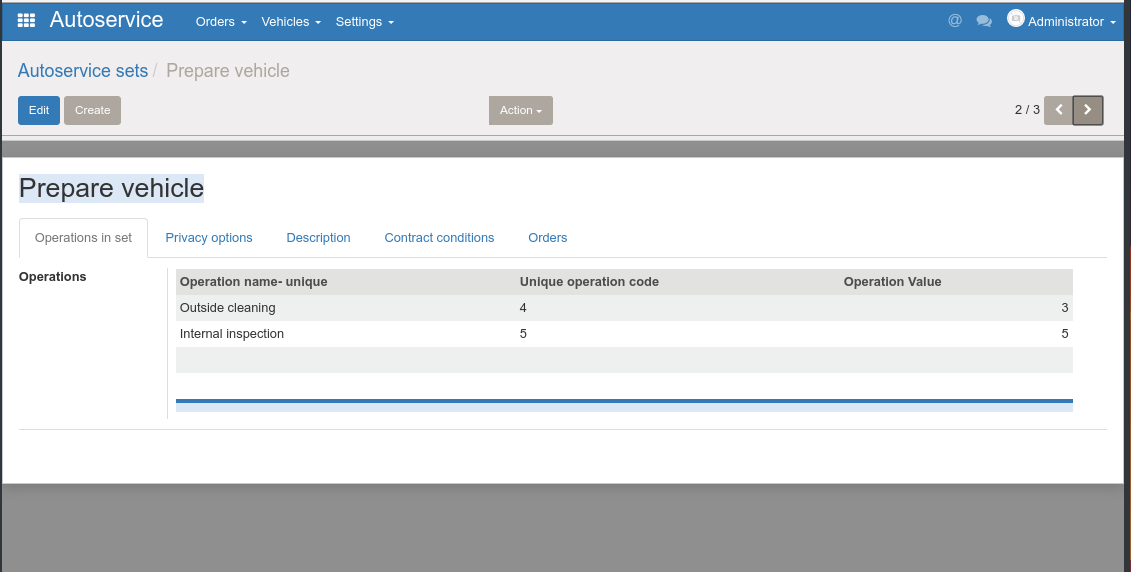 Autoservice Orders Vehicles Settings @ Administrator
Autoservice sets / Prepare vehicle
Edit Create Action 2 / 3
Prepare vehicle
Operations in set Privacy options Description Contract conditions Orders
Operations
Operation name- unique Unique operation code Operation Value
Outside cleaning 4 3
Internal inspection 5 5